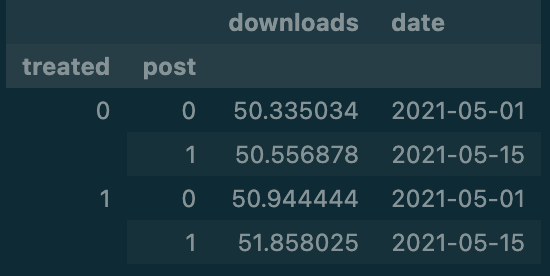 downloads date
treated post
0 0 50.335034 2021-05-01
1 50.556878 2021-05-15
1 0 50.944444 2021-05-01
1 51.858025 2021-05-15